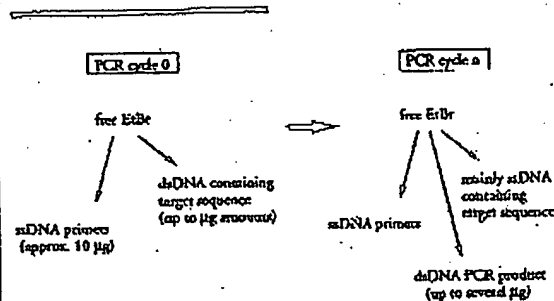 PCR cycle 0
free EtBr
ssDNA primers
(approx. 10 µg)
dsDNA containing
target sequence
(up to µg amounts)
PCR cycle n
free EtBr
ssDNA primers
mainly ssDNA
containing
target sequence
dsDNA PCR product
(up to several µg)